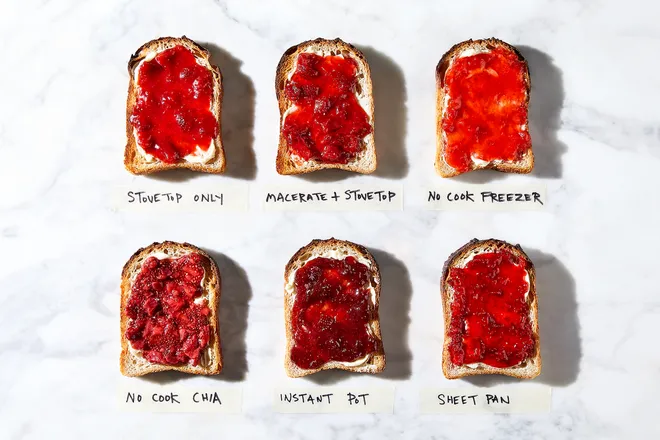 STOVETOP ONLY
MACERATE + STOVETOP
NO COOK FREEZER
NO COOK CHIA
INSTANT POT
SHEET PAN